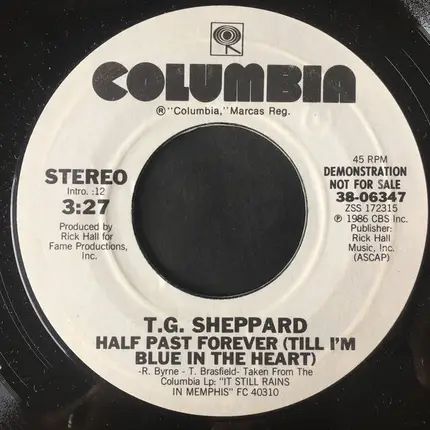 COLUMBIA
® "Columbia," Marcas Reg.
STEREO
Intro. :12
3:27
Produced by
Rick Hall for
Fame Productions,
Inc.
45 RPM
DEMONSTRATION
NOT FOR SALE
38-06347
ZSS 172315
℗ 1986 CBS Inc.
Publisher:
Rick Hall
Music, Inc.
(ASCAP)
T.G. SHEPPARD
HALF PAST FOREVER (TILL I'M
BLUE IN THE HEART)
-R. Byrne - T. Brasfield- Taken From The
Columbia Lp: "IT STILL RAINS
IN MEMPHIS" FC 40310